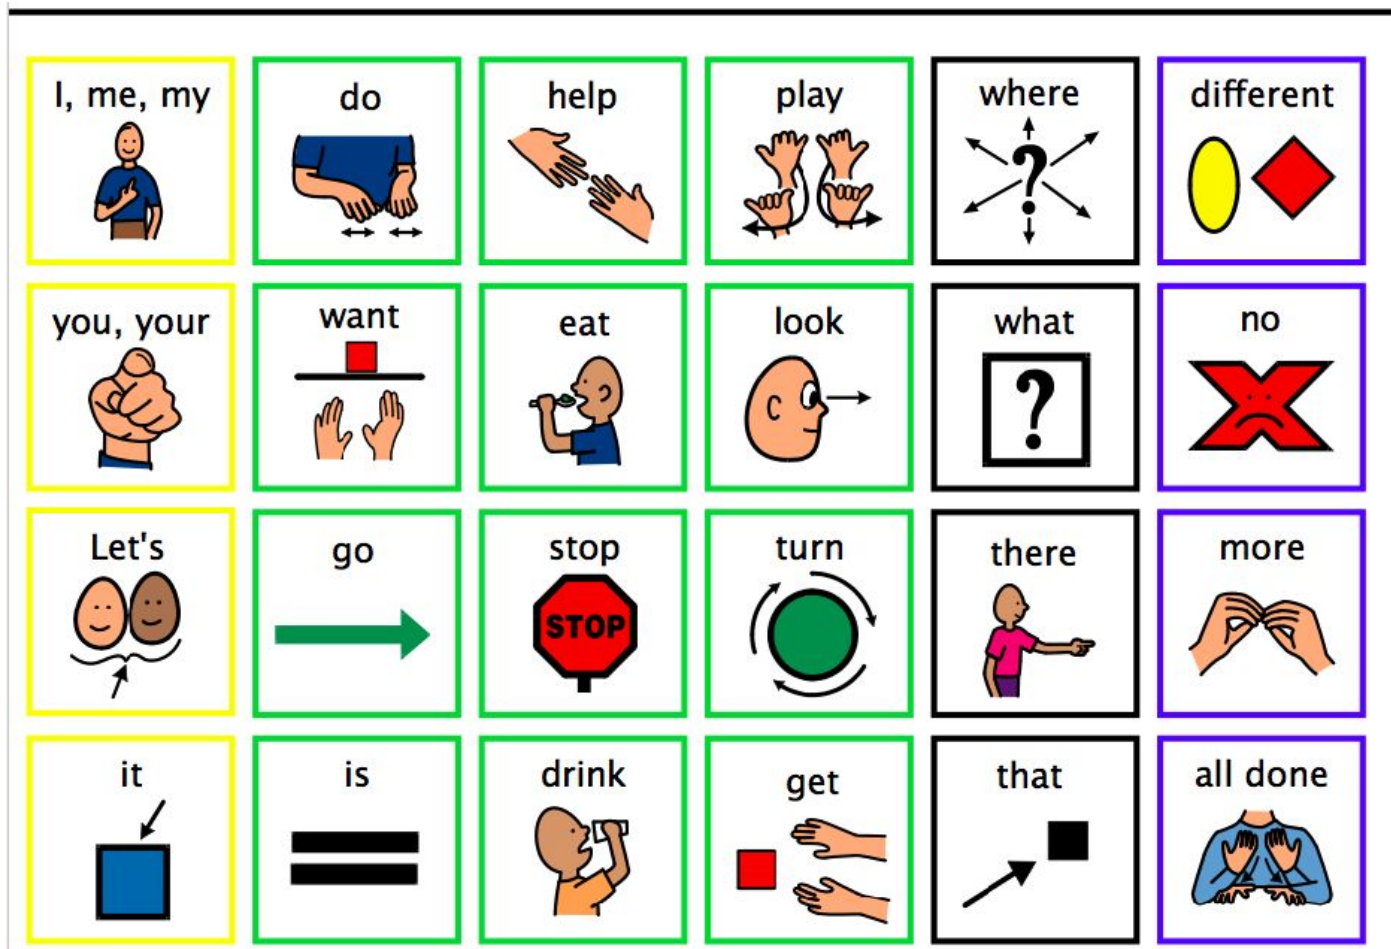 I, me, my
do
help
play
where
?
different
you, your
want
eat
look
what
?
no
Let's
go
stop
STOP
turn
there
more
it
is
drink
get
that
all done